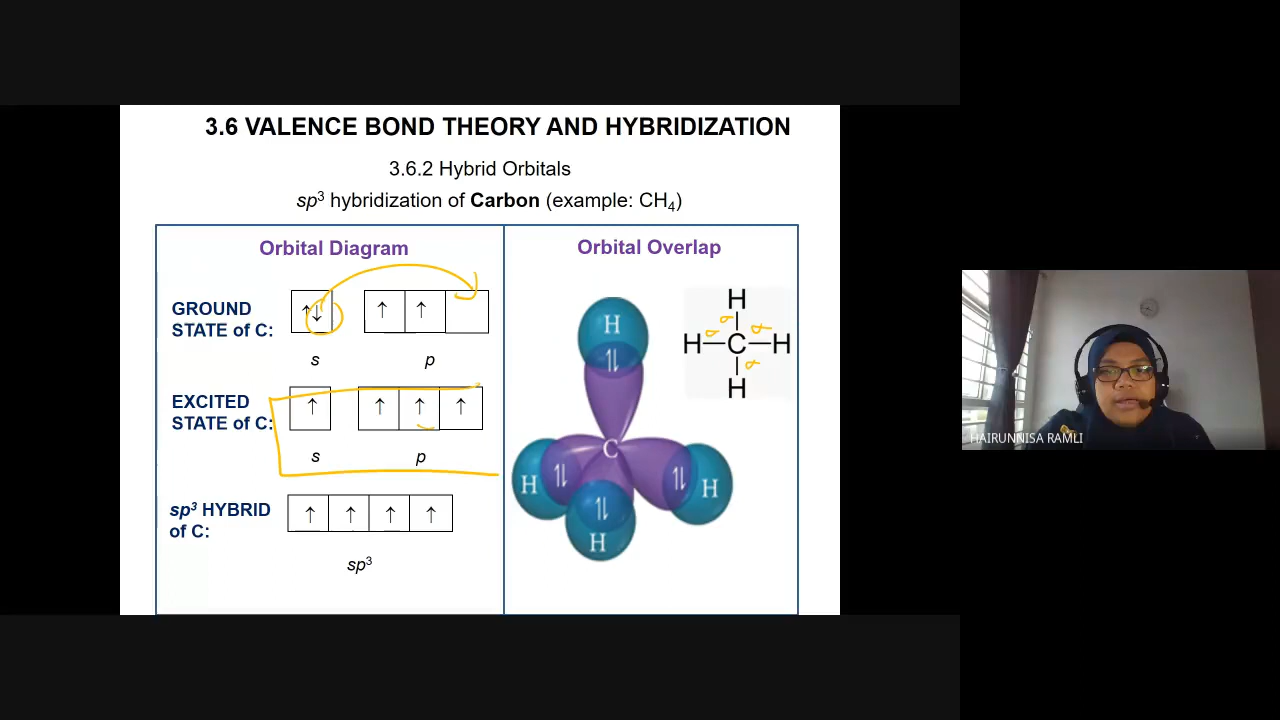 3.6 VALENCE BOND THEORY AND HYBRIDIZATION
3.6.2 Hybrid Orbitals
sp³ hybridization of Carbon (example: CH₄)
Orbital Diagram
GROUND
STATE of C:
↑↓ ↑ ↑
s p
EXCITED
STATE of C:
↑ ↑ ↑ ↑
s p
sp³ HYBRID
of C:
↑ ↑ ↑ ↑
sp³
Orbital Overlap
H
σ σ σ
H–C–H
σ
H
H
⥮
C
H ⥮ ⥮ H
⥮
H
HAIRUNNISA RAMLI